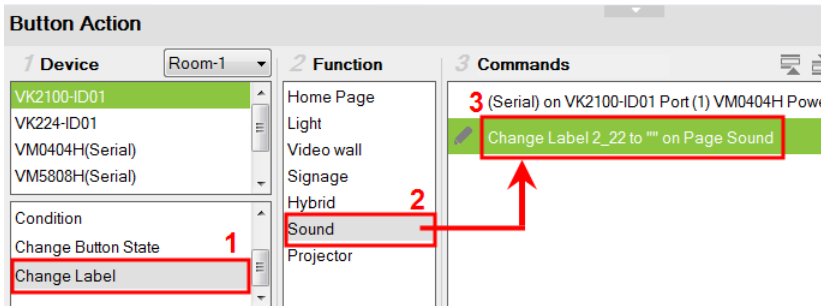 Button Action
1 Device
Room-1
2 Function
3 Commands
VK2100-ID01
VK224-ID01
VM0404H(Serial)
VM5808H(Serial)
Condition
Change Button State
1
Change Label
Home Page
Light
Video wall
Signage
Hybrid
2
Sound
Projector
3 (Serial) on VK2100-ID01 Port (1) VM0404H Powe
Change Label 2_22 to "" on Page Sound